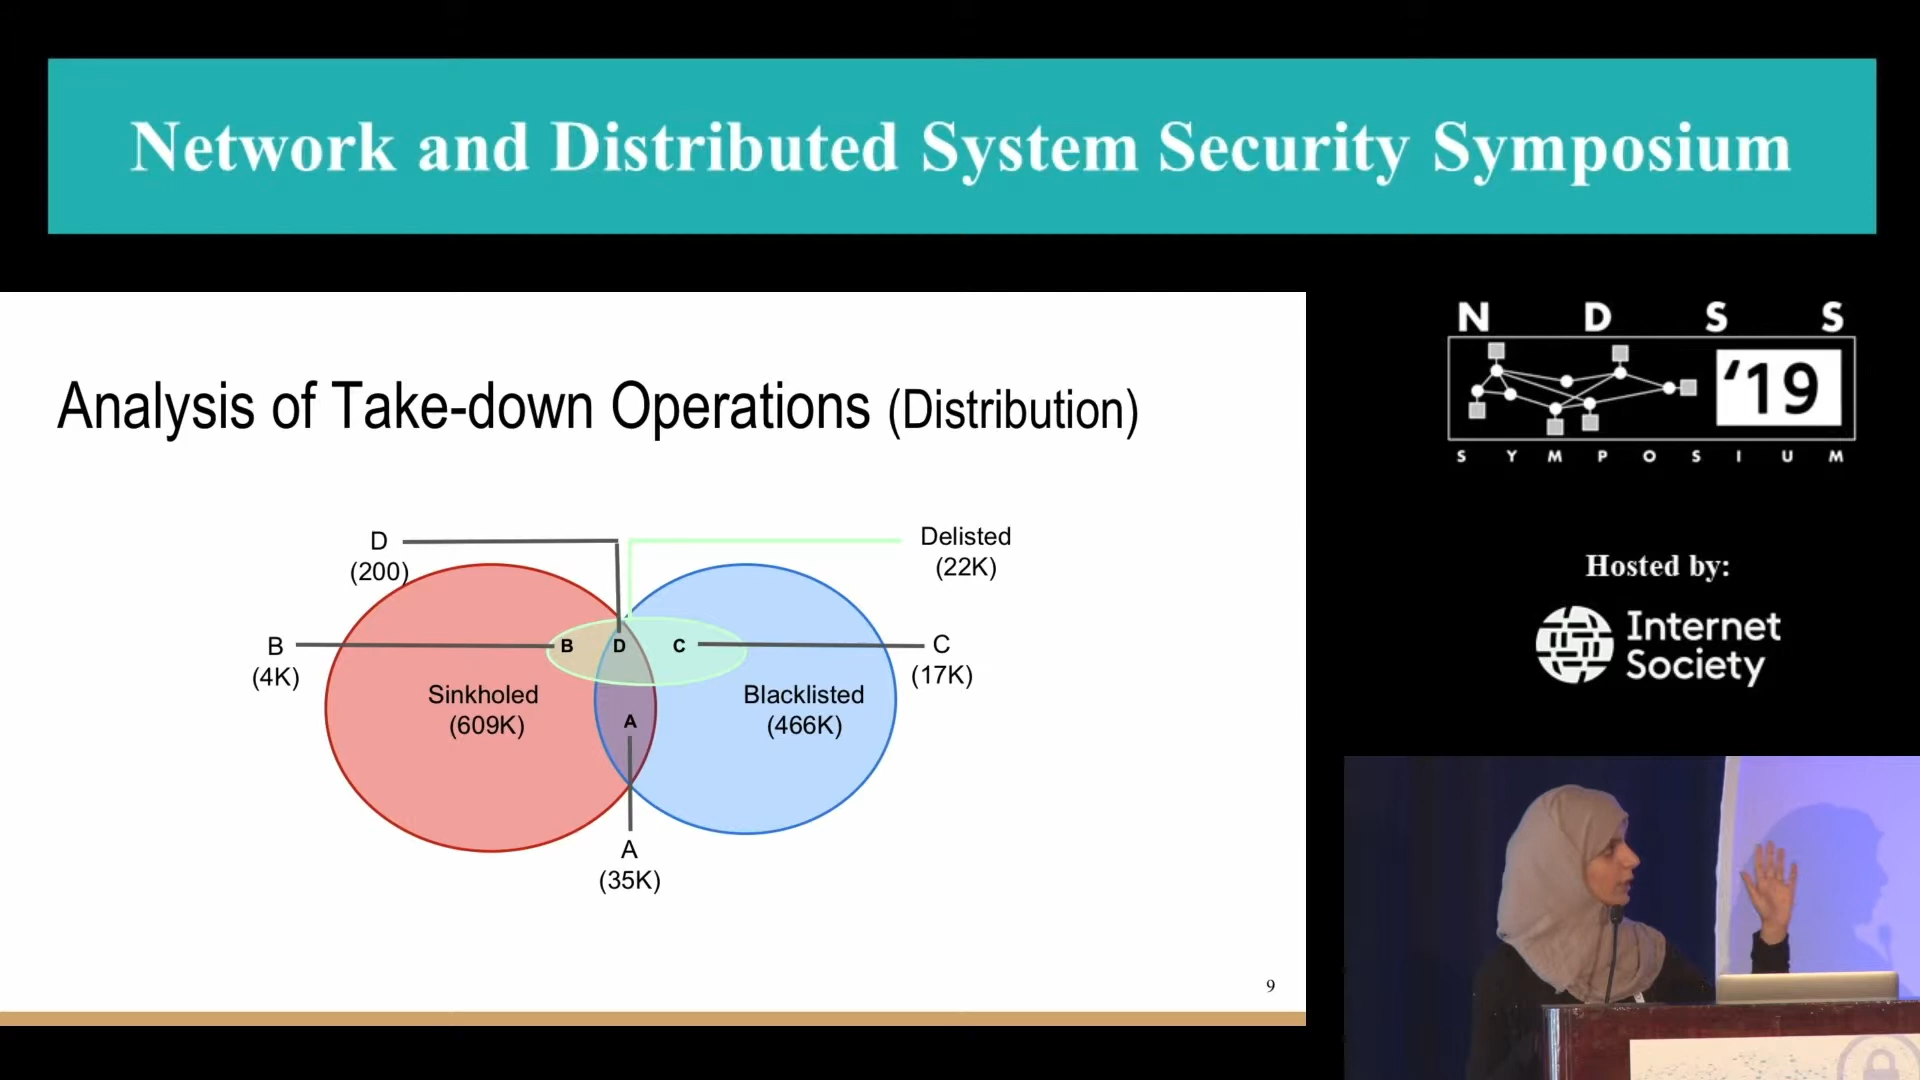 Network and Distributed System Security Symposium
N D S S
'19
S Y M P O S I U M
Hosted by:
Internet
Society
Analysis of Take-down Operations (Distribution)
D
(200)
Delisted
(22K)
B
(4K)
B
D
C
C
(17K)
Sinkholed
(609K)
Blacklisted
(466K)
A
A
(35K)
9